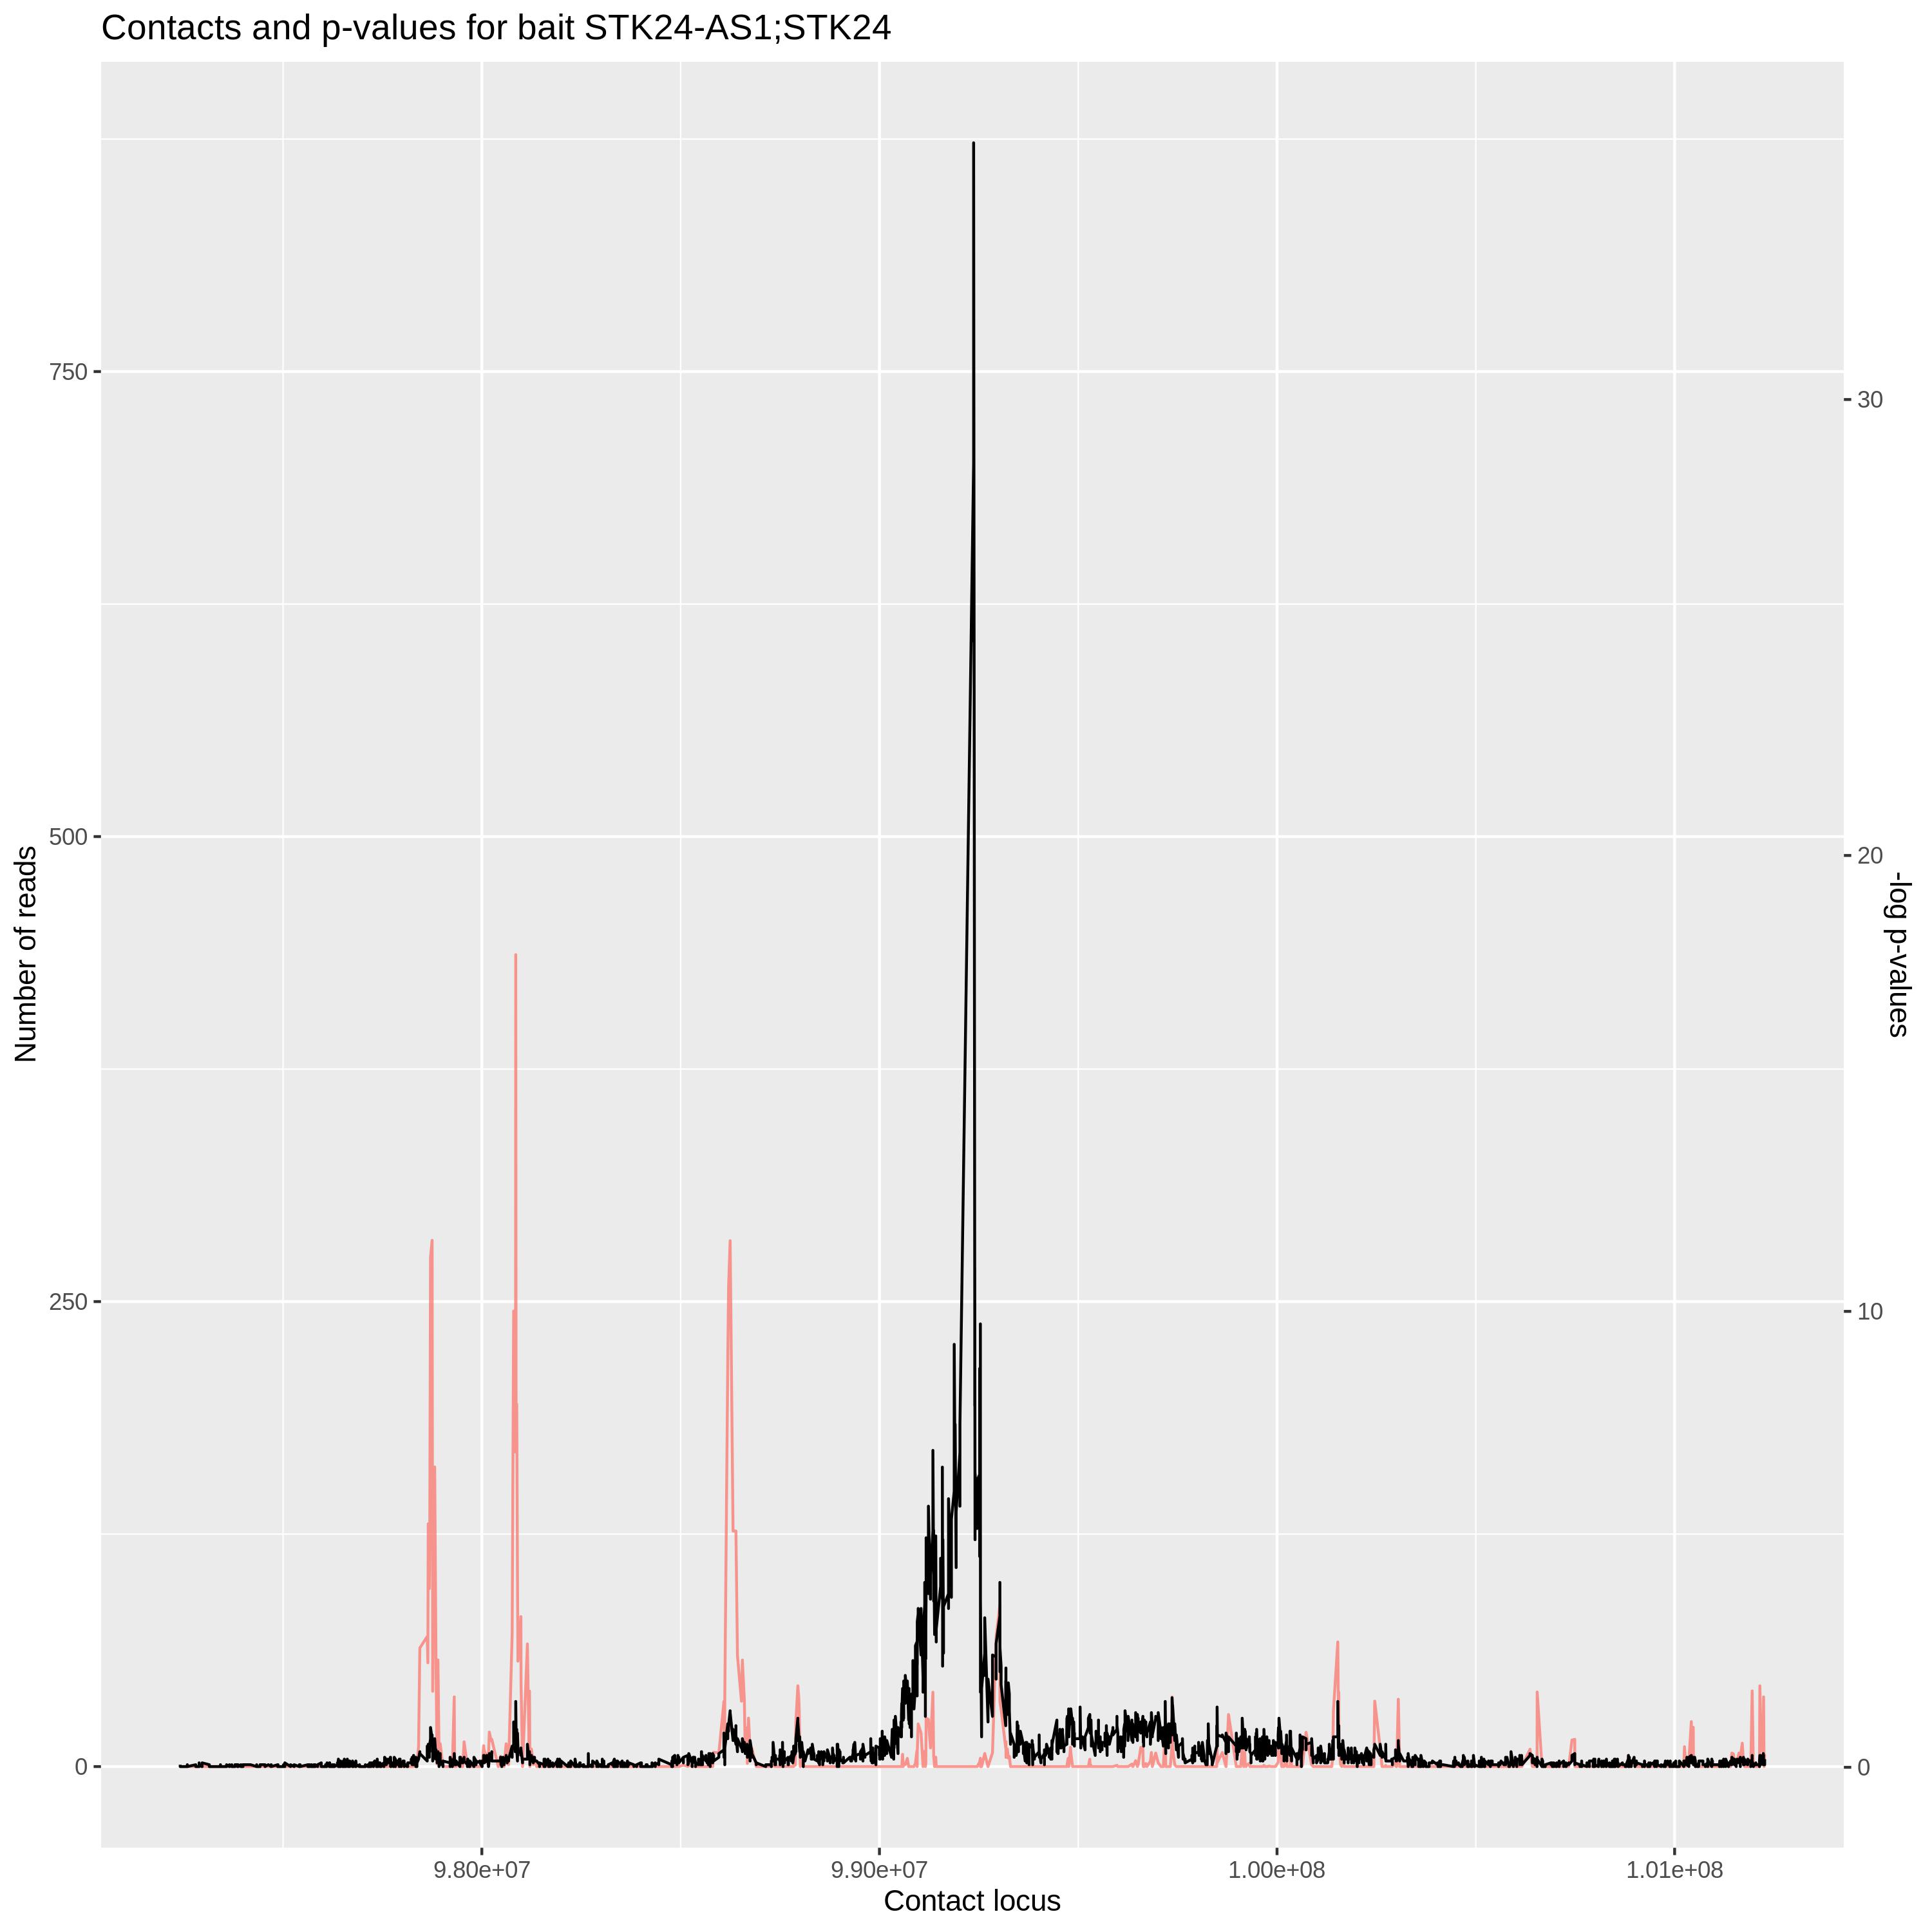 Contacts and p-values for bait STK24-AS1;STK24
750
500
250
0
Number of reads
30
20
10
0
-log p-values
9.80e+07
9.90e+07
1.00e+08
1.01e+08
Contact locus